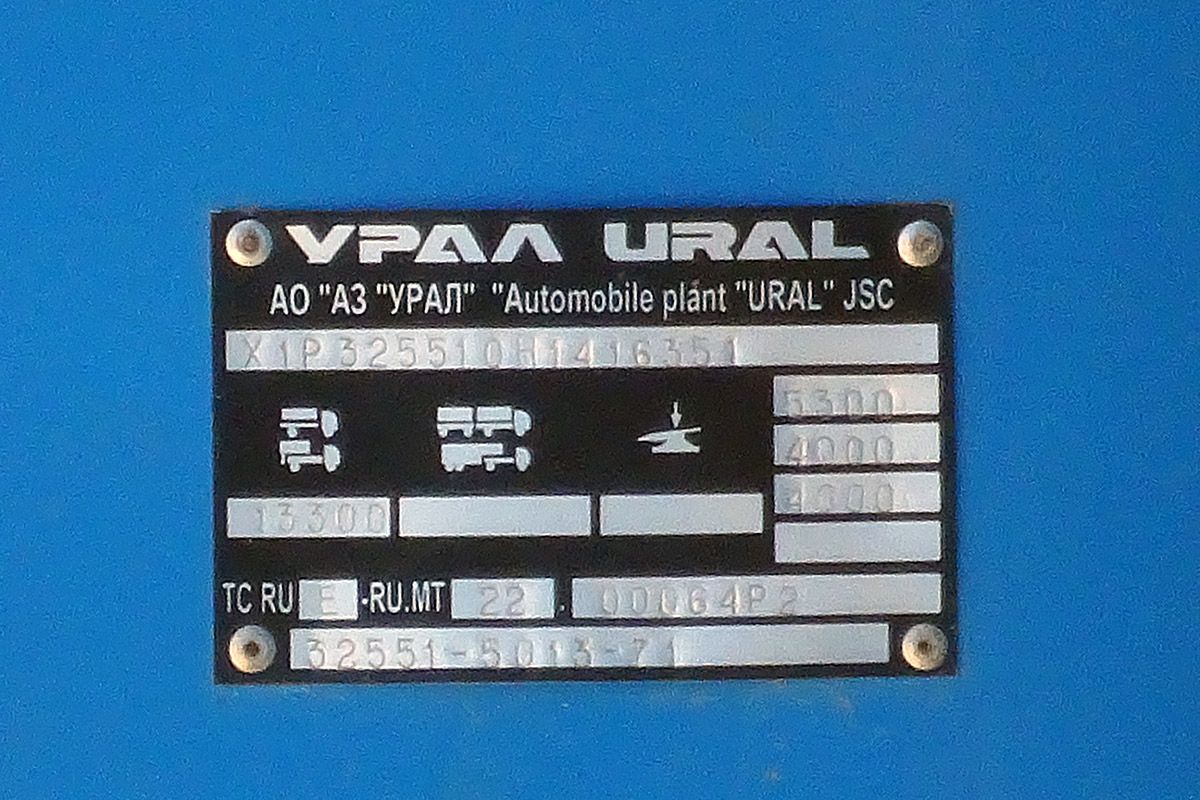 УРАЛ URAL
АО "АЗ "УРАЛ" "Automobile plant "URAL" JSC
X1P325510H1416351
5300
4000
4000
13300
TC RU E -RU.MT 22 . 00064P2
32551-5013-71